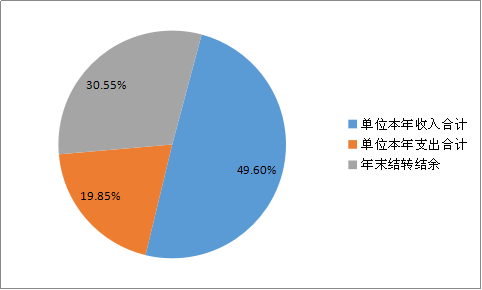 30.55%
49.60%
19.85%
单位本年收入合计
单位本年支出合计
年末结转结余